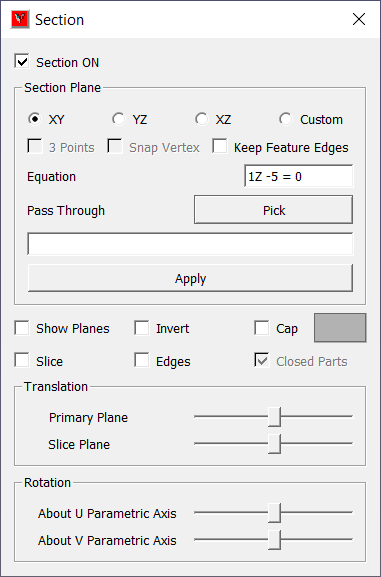 Section
Section ON
Section Plane
XY YZ XZ Custom
3 Points Snap Vertex Keep Feature Edges
Equation 1Z -5 = 0
Pass Through Pick
Apply
Show Planes Invert Cap
Slice Edges Closed Parts
Translation
Primary Plane
Slice Plane
Rotation
About U Parametric Axis
About V Parametric Axis